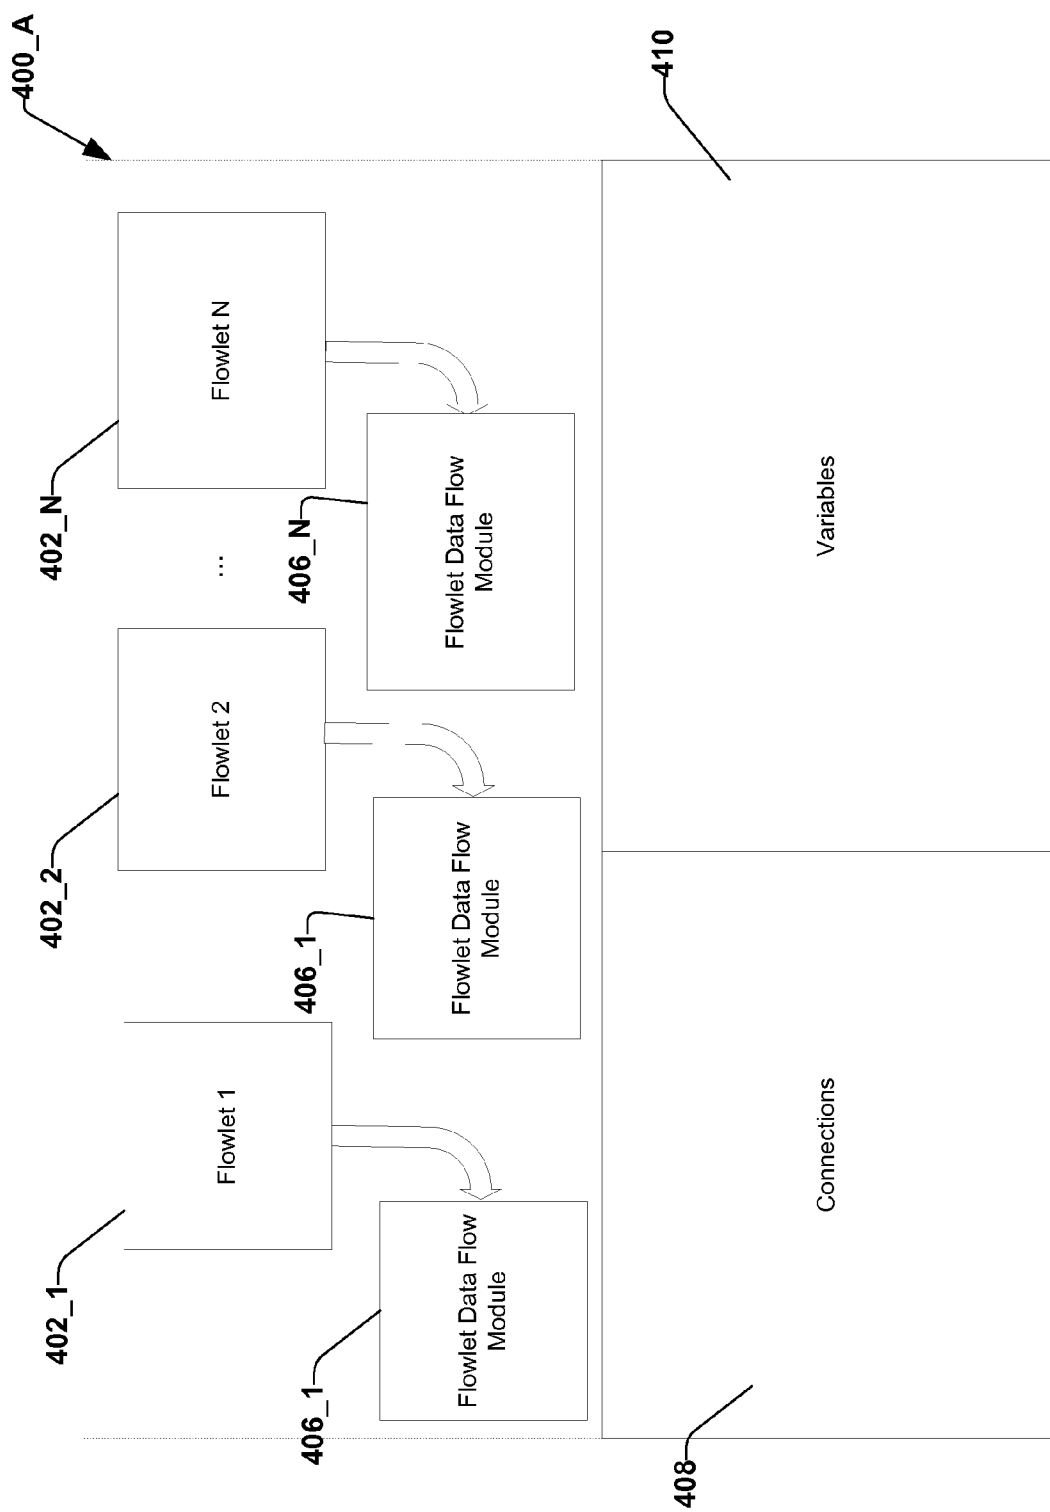 400_A
402_1
402_2
402_N
Flowlet 1
Flowlet 2
...
Flowlet N
406_1
406_1
406_N
Flowlet Data Flow
Module
Flowlet Data Flow
Module
Flowlet Data Flow
Module
408
410
Connections
Variables